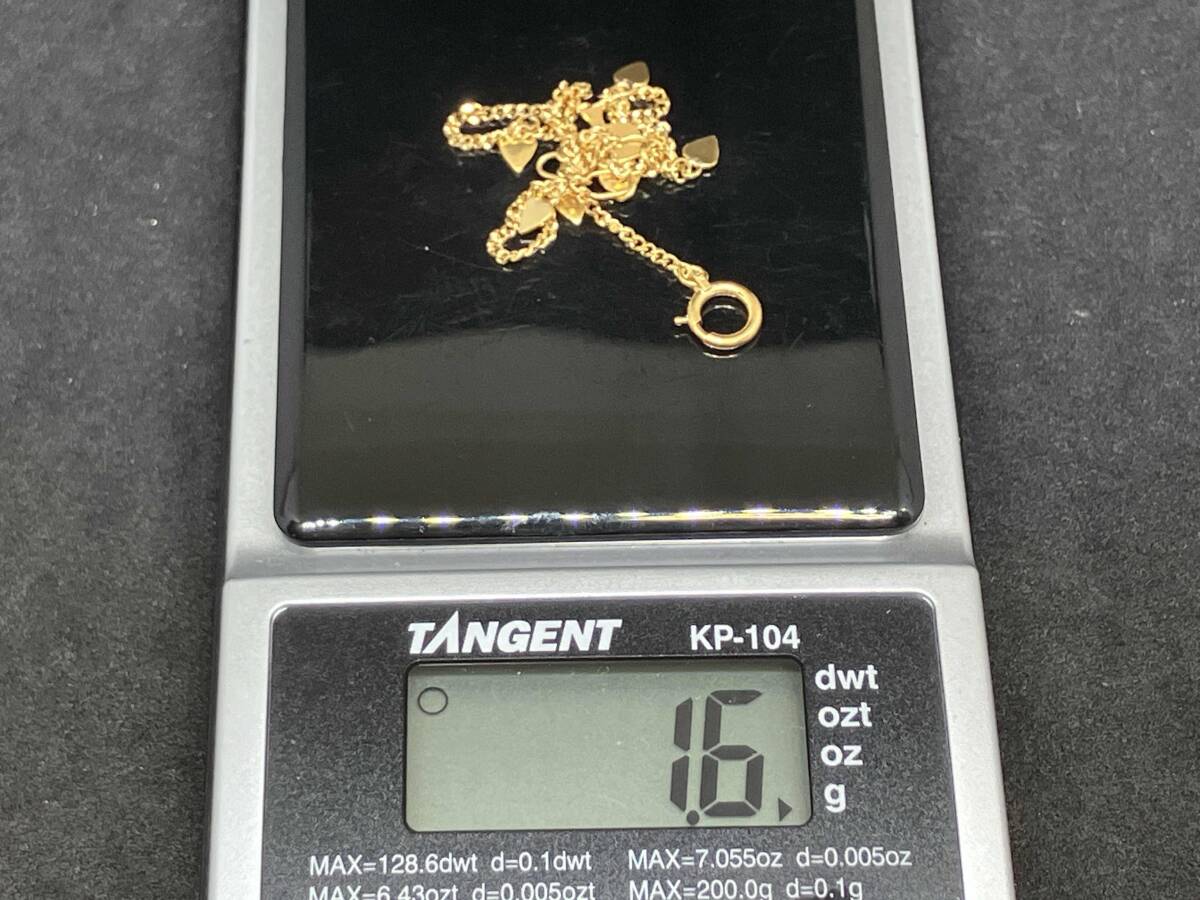 TANGENT KP-104
dwt
ozt
oz
g
1.6
MAX=128.6dwt d=0.1dwt MAX=7.055oz d=0.005oz
MAX=6.43ozt d=0.005ozt MAX=200.0g d=0.1g